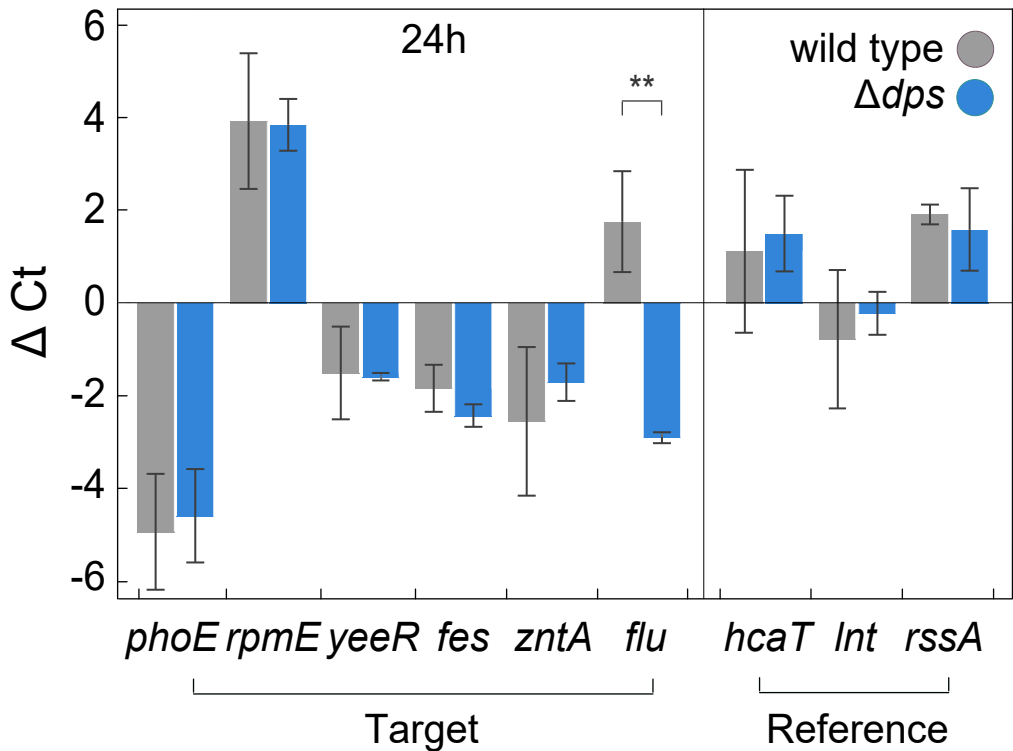 24h
**
wild type
Δdps
Δ Ct
6
4
2
0
-2
-4
-6
phoE rpmE yeeR fes zntA flu hcaT lnt rssA
Target Reference